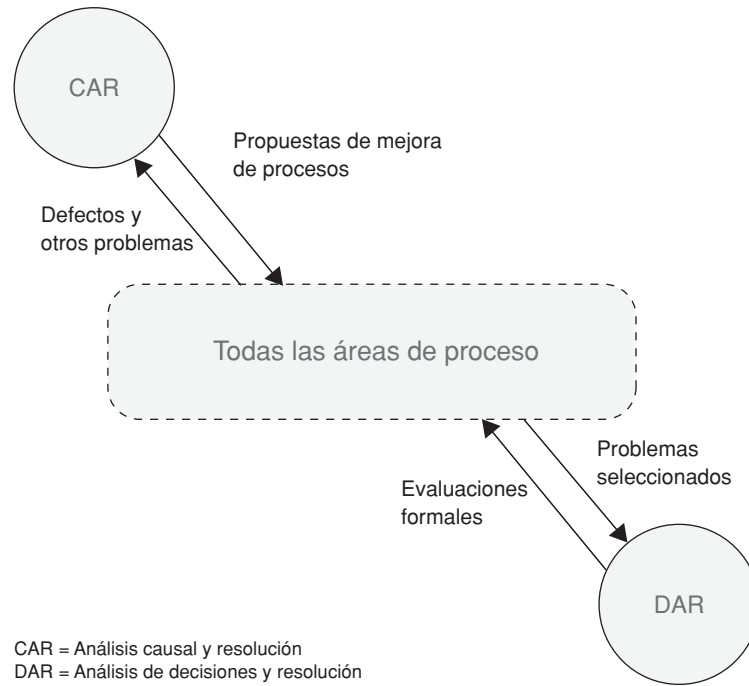 CAR
Propuestas de mejora
de procesos
Defectos y
otros problemas
Todas las áreas de proceso
Problemas
seleccionados
Evaluaciones
formales
DAR
CAR = Análisis causal y resolución
DAR = Análisis de decisiones y resolución